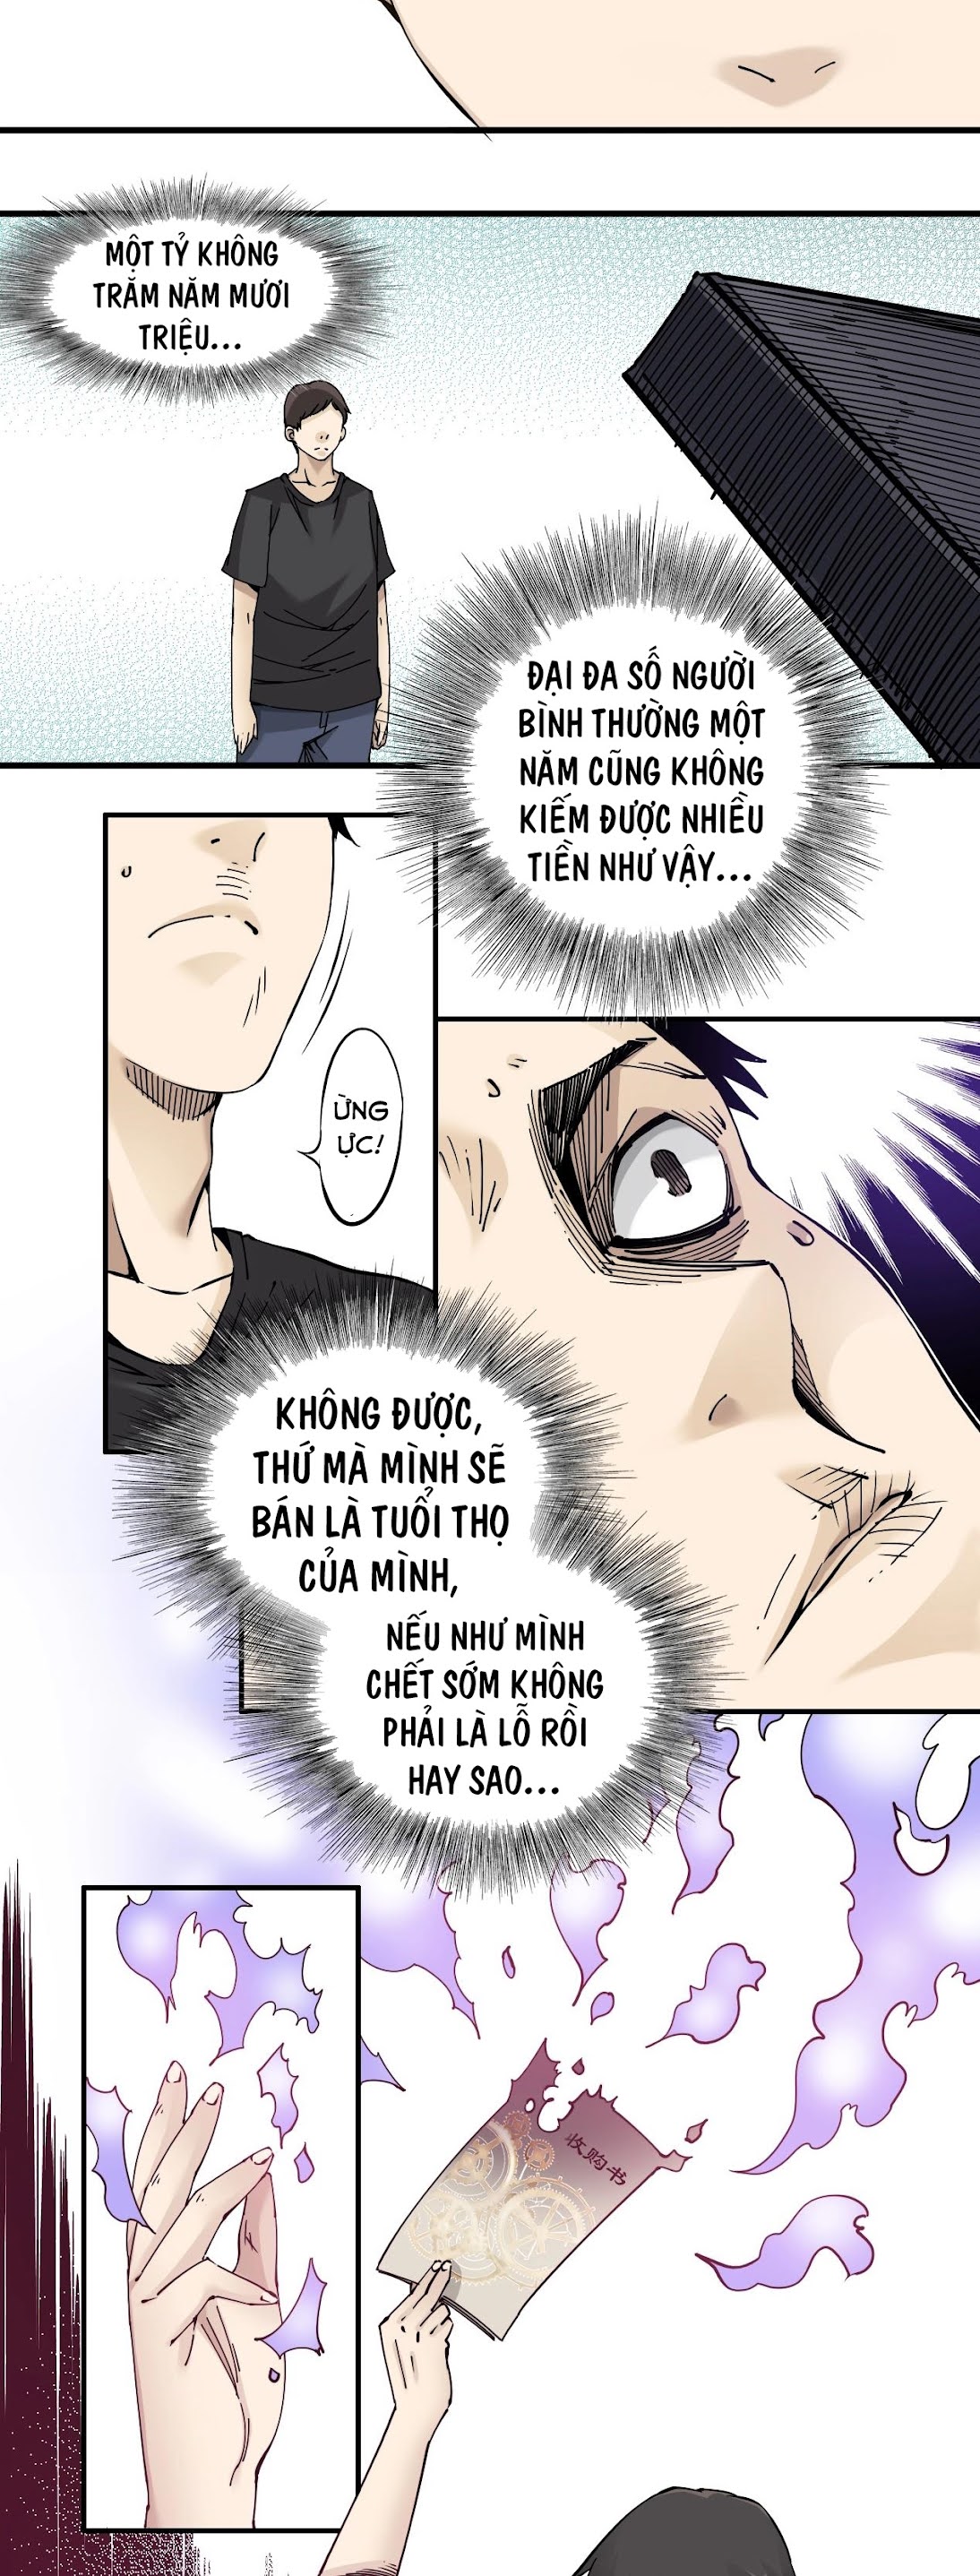 MỘT TỶ KHÔNG
TRĂM NĂM MƯƠI
TRIỆU...
ĐẠI ĐA SỐ NGƯỜI
BÌNH THƯỜNG MỘT
NĂM CŨNG KHÔNG
KIẾM ĐƯỢC NHIỀU
TIỀN NHƯ VẬY...
ỪNG
ỰC!
KHÔNG ĐƯỢC,
THỨ MÀ MÌNH SẼ
BÁN LÀ TUỔI THỌ
CỦA MÌNH,
NẾU NHƯ MÌNH
CHẾT SỚM KHÔNG
PHẢI LÀ LỖ RỒI
HAY SAO...
收购书